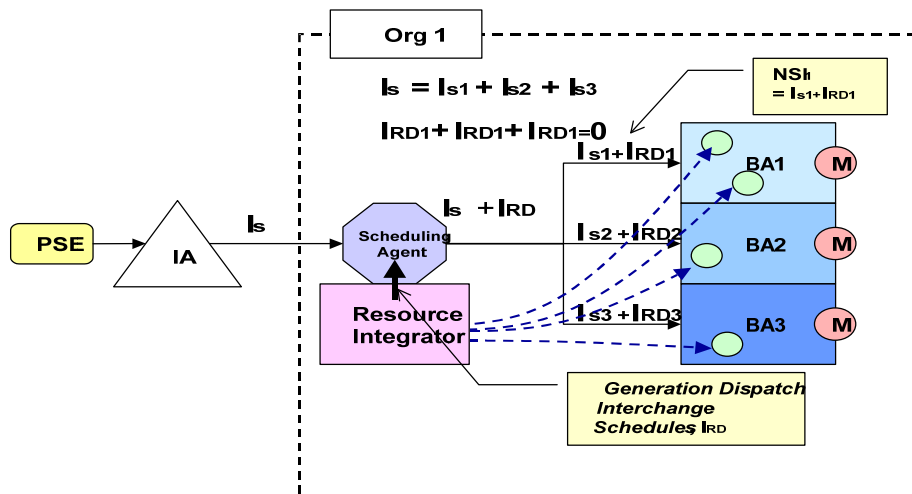 Org 1
Is = Is1 + Is2 + Is3
IRD1 + IRD1 + IRD1=0
NSI1
= Is1+IRD1
Is1+IRD1
BA1
M
Is
Is + IRD
PSE
IA
Scheduling
Agent
Is2 +IRD2
BA2
M
Resource
Integrator
Is3 +IRD3
BA3
M
Generation Dispatch
Interchange
Schedules, IRD